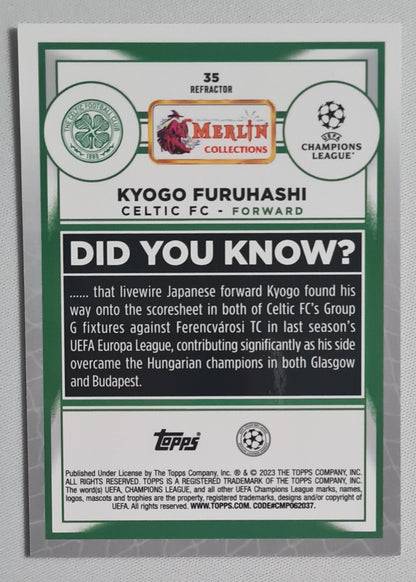 35
REFRACTOR
THE CELTIC FOOTBALL CLUB
1888
MERLIN
COLLECTIONS
UEFA
CHAMPIONS
LEAGUE
KYOGO FURUHASHI
CELTIC FC - FORWARD
DID YOU KNOW?
...... that livewire Japanese forward Kyogo found his
way onto the scoresheet in both of Celtic FC's Group
G fixtures against Ferencvárosi TC in last season's
UEFA Europa League, contributing significantly as his side
overcame the Hungarian champions in both Glasgow
and Budapest.
Topps
Published Under License by The Topps Company, Inc. ® & © 2023 THE TOPPS COMPANY, INC.
ALL RIGHTS RESERVED. TOPPS IS A REGISTERED TRADEMARK OF THE TOPPS COMPANY, INC.
The word(s) UEFA, CHAMPIONS LEAGUE, and all other UEFA Champions League marks, names,
logos, mascots and trophies are the property, registered trademarks, designs and/or copyright of
UEFA. All rights reserved. WWW.TOPPS.COM. CODE#CMP062037.